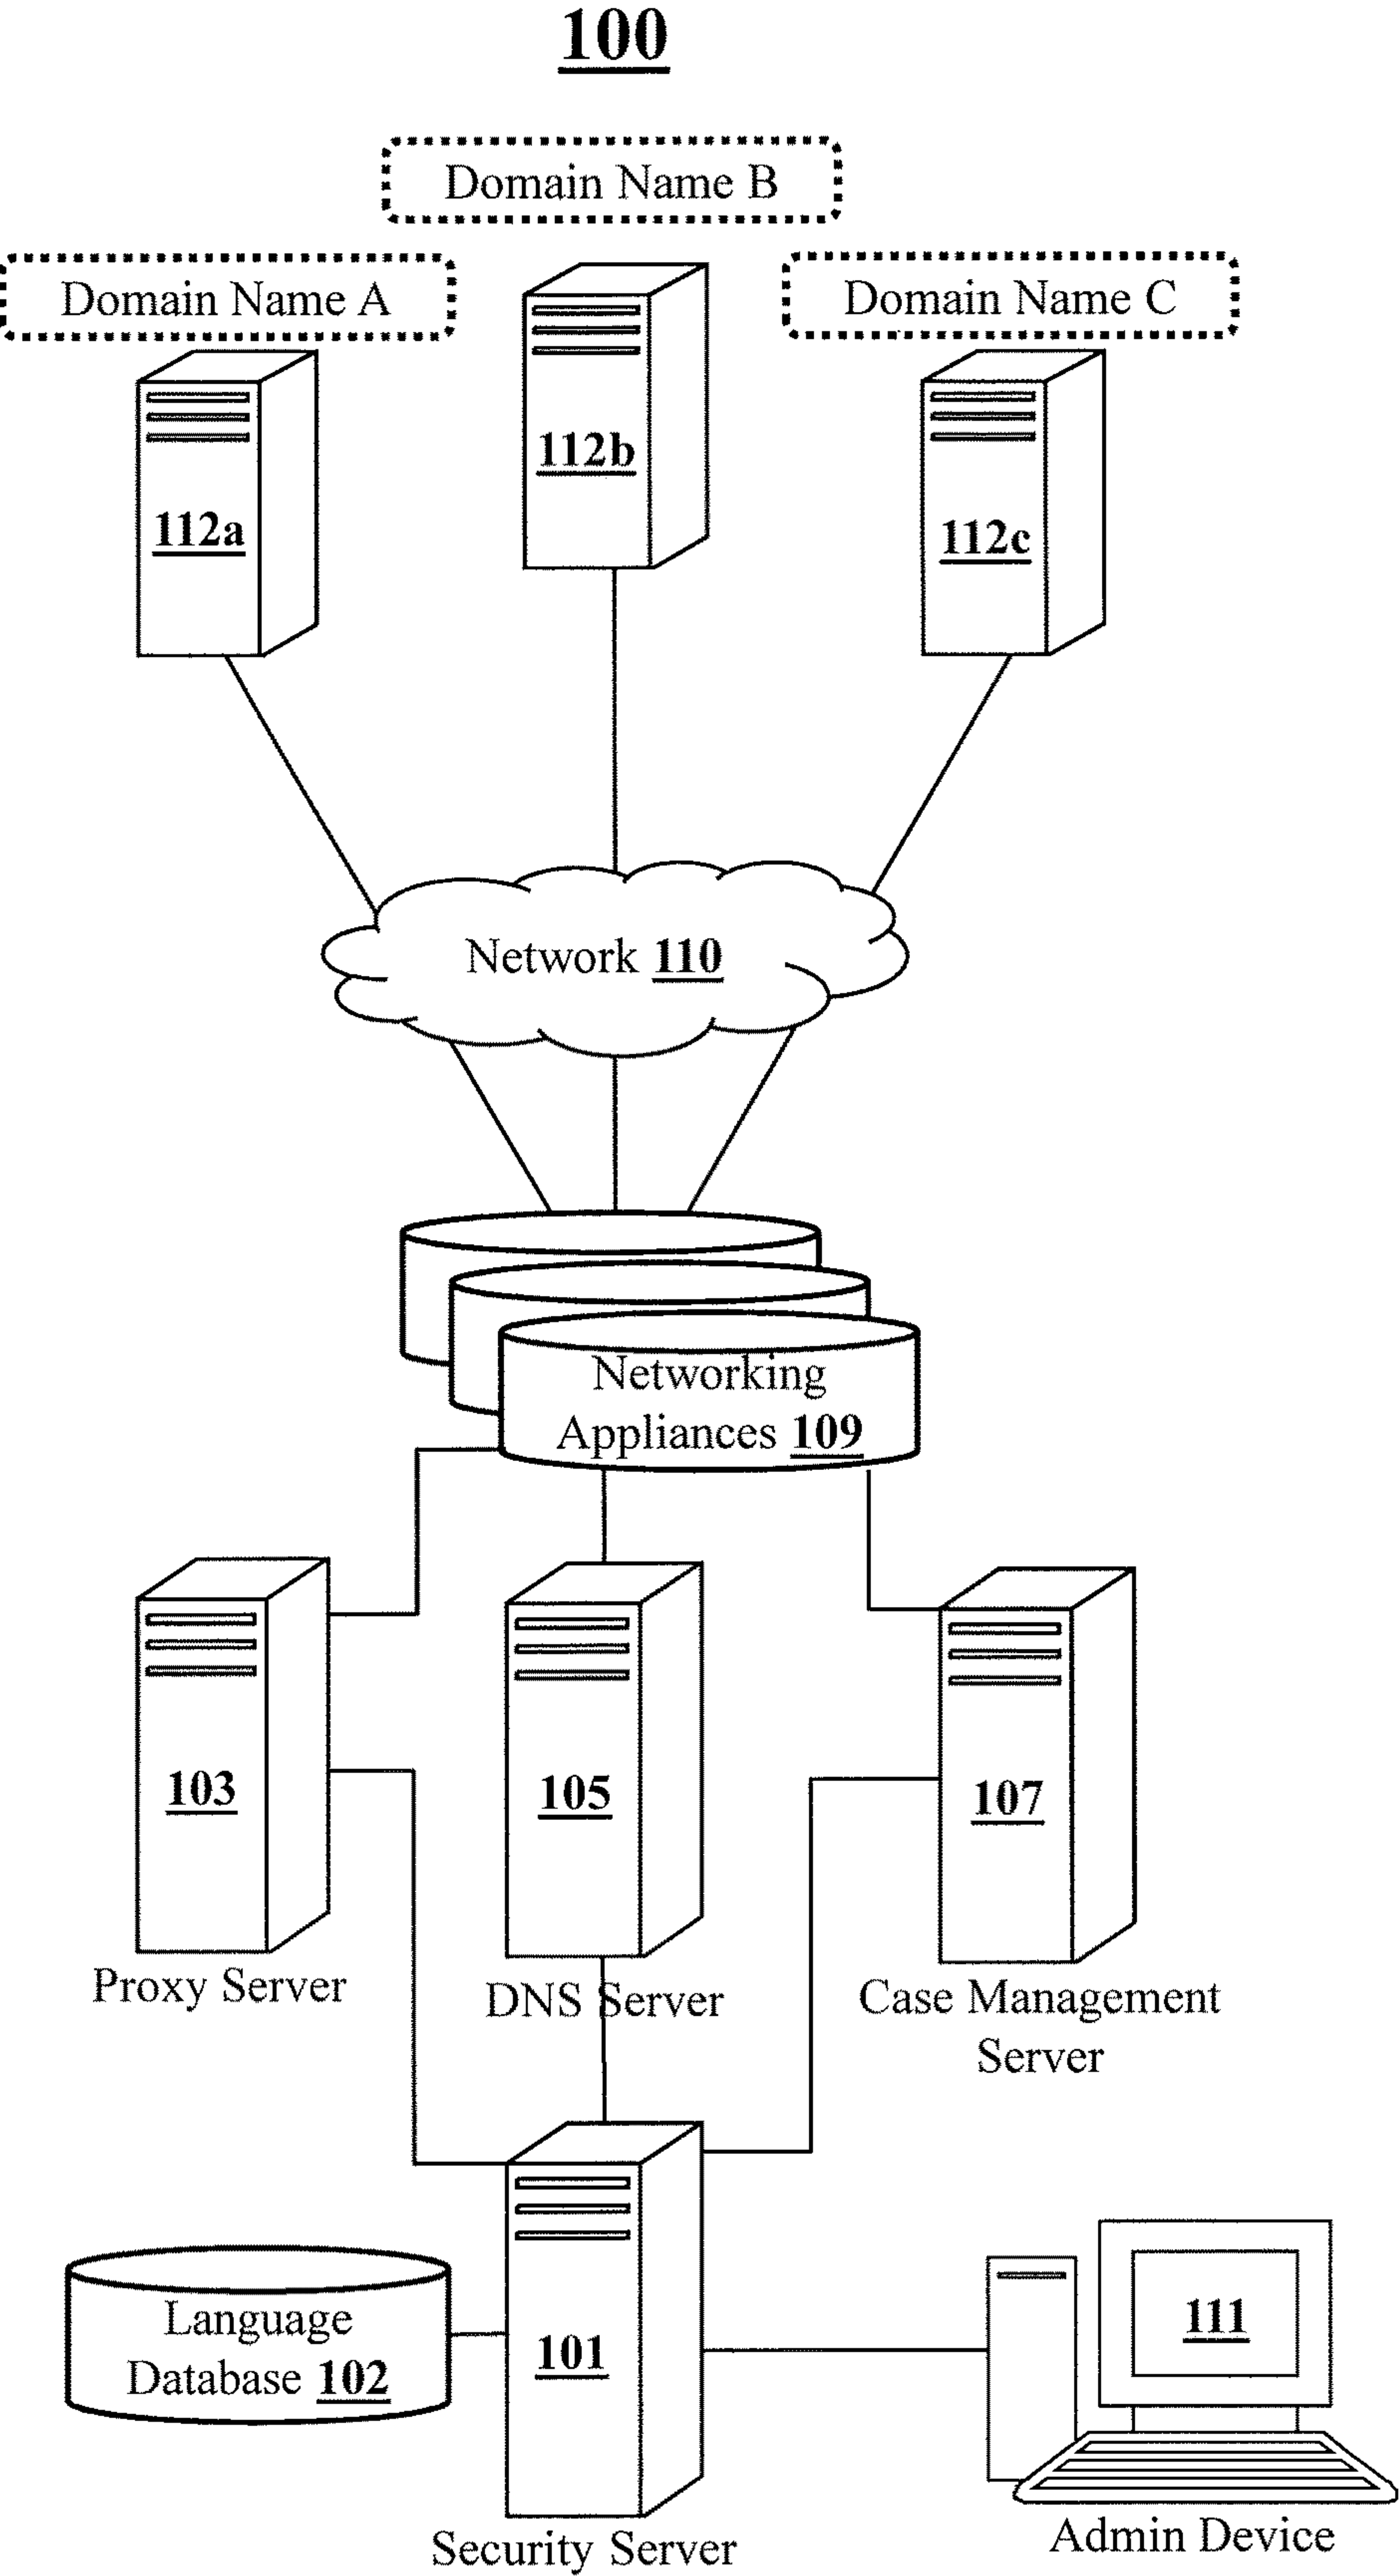 100
Domain Name B
Domain Name A
Domain Name C
112b
112a
112c
Network 110
Networking
Appliances 109
103
105
107
Proxy Server
DNS Server
Case Management
Server
Language
Database 102
101
111
Security Server
Admin Device